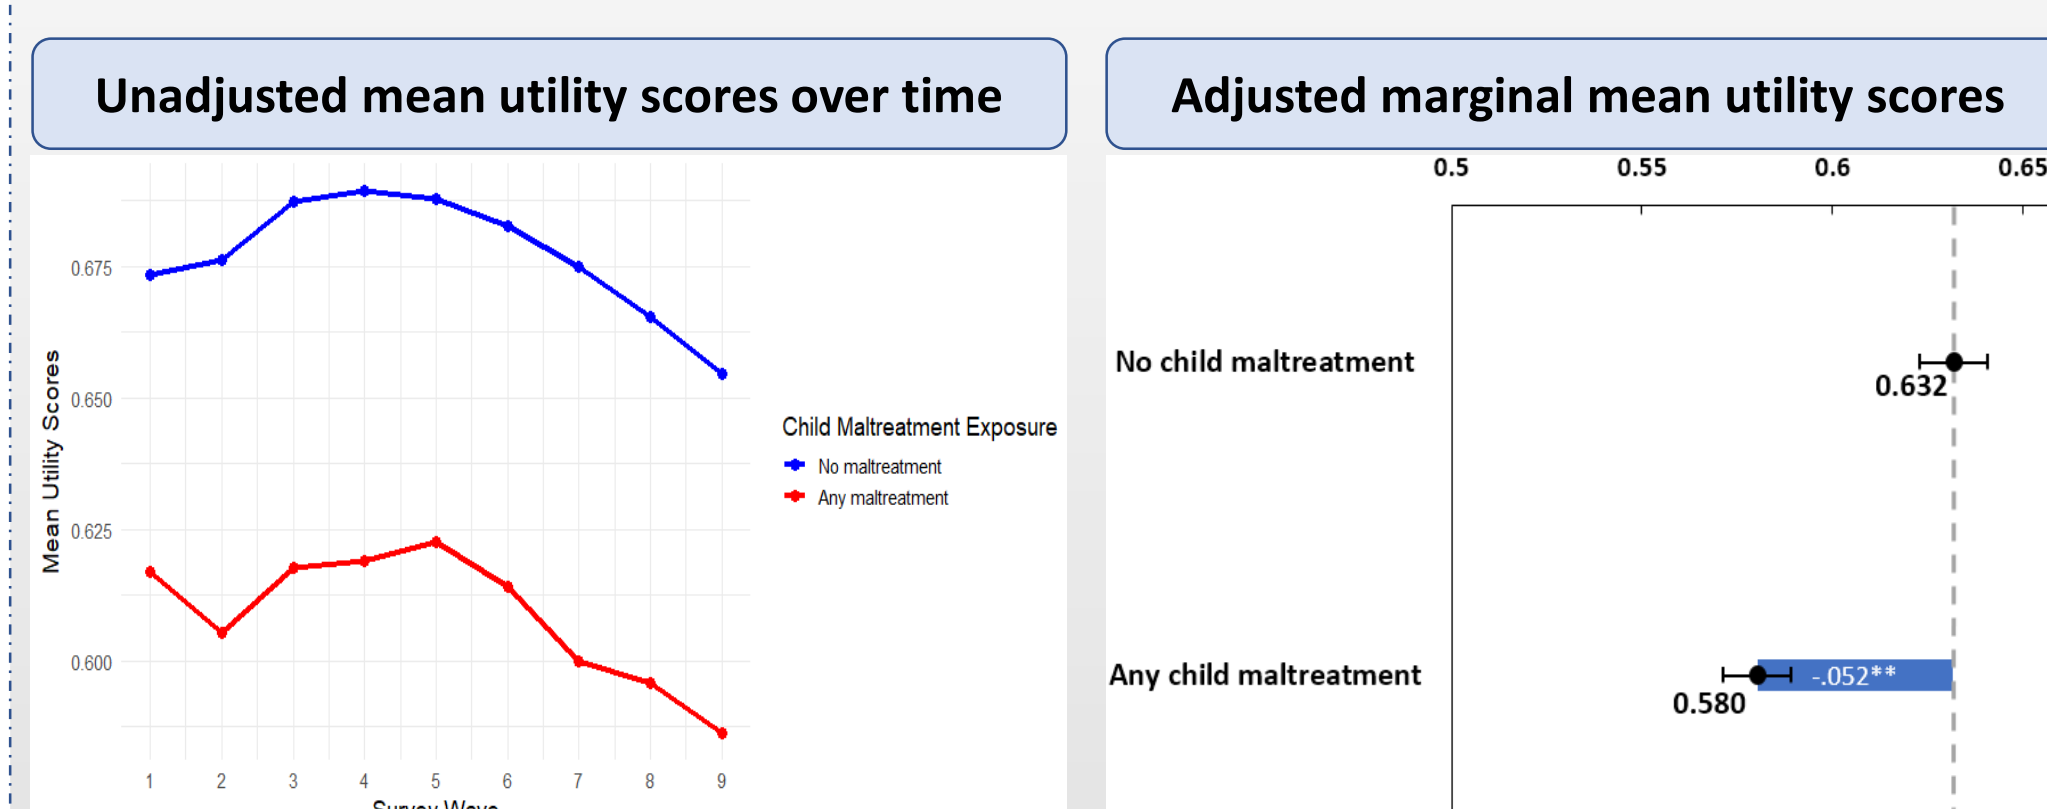 Unadjusted mean utility scores over time
Mean Utility Scores
0.675
0.650
0.625
0.600
1 2 3 4 5 6 7 8 9
Survey Wave
Child Maltreatment Exposure
No maltreatment
Any maltreatment
Adjusted marginal mean utility scores
0.5 0.55 0.6 0.65
No child maltreatment
0.632
Any child maltreatment
-.052**
0.580